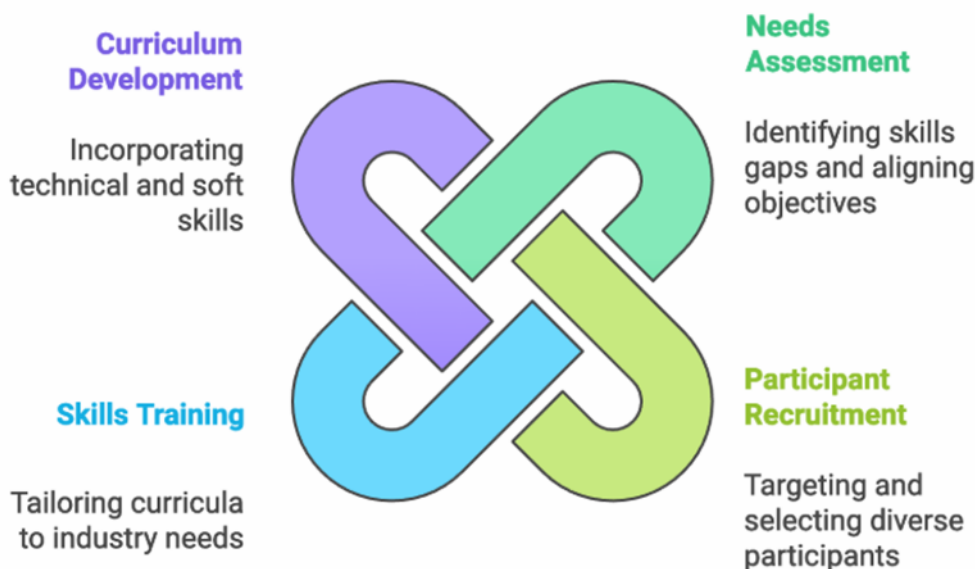 Curriculum
Development
Incorporating
technical and soft
skills
Needs
Assessment
Identifying skills
gaps and aligning
objectives
Skills Training
Tailoring curricula
to industry needs
Participant
Recruitment
Targeting and
selecting diverse
participants